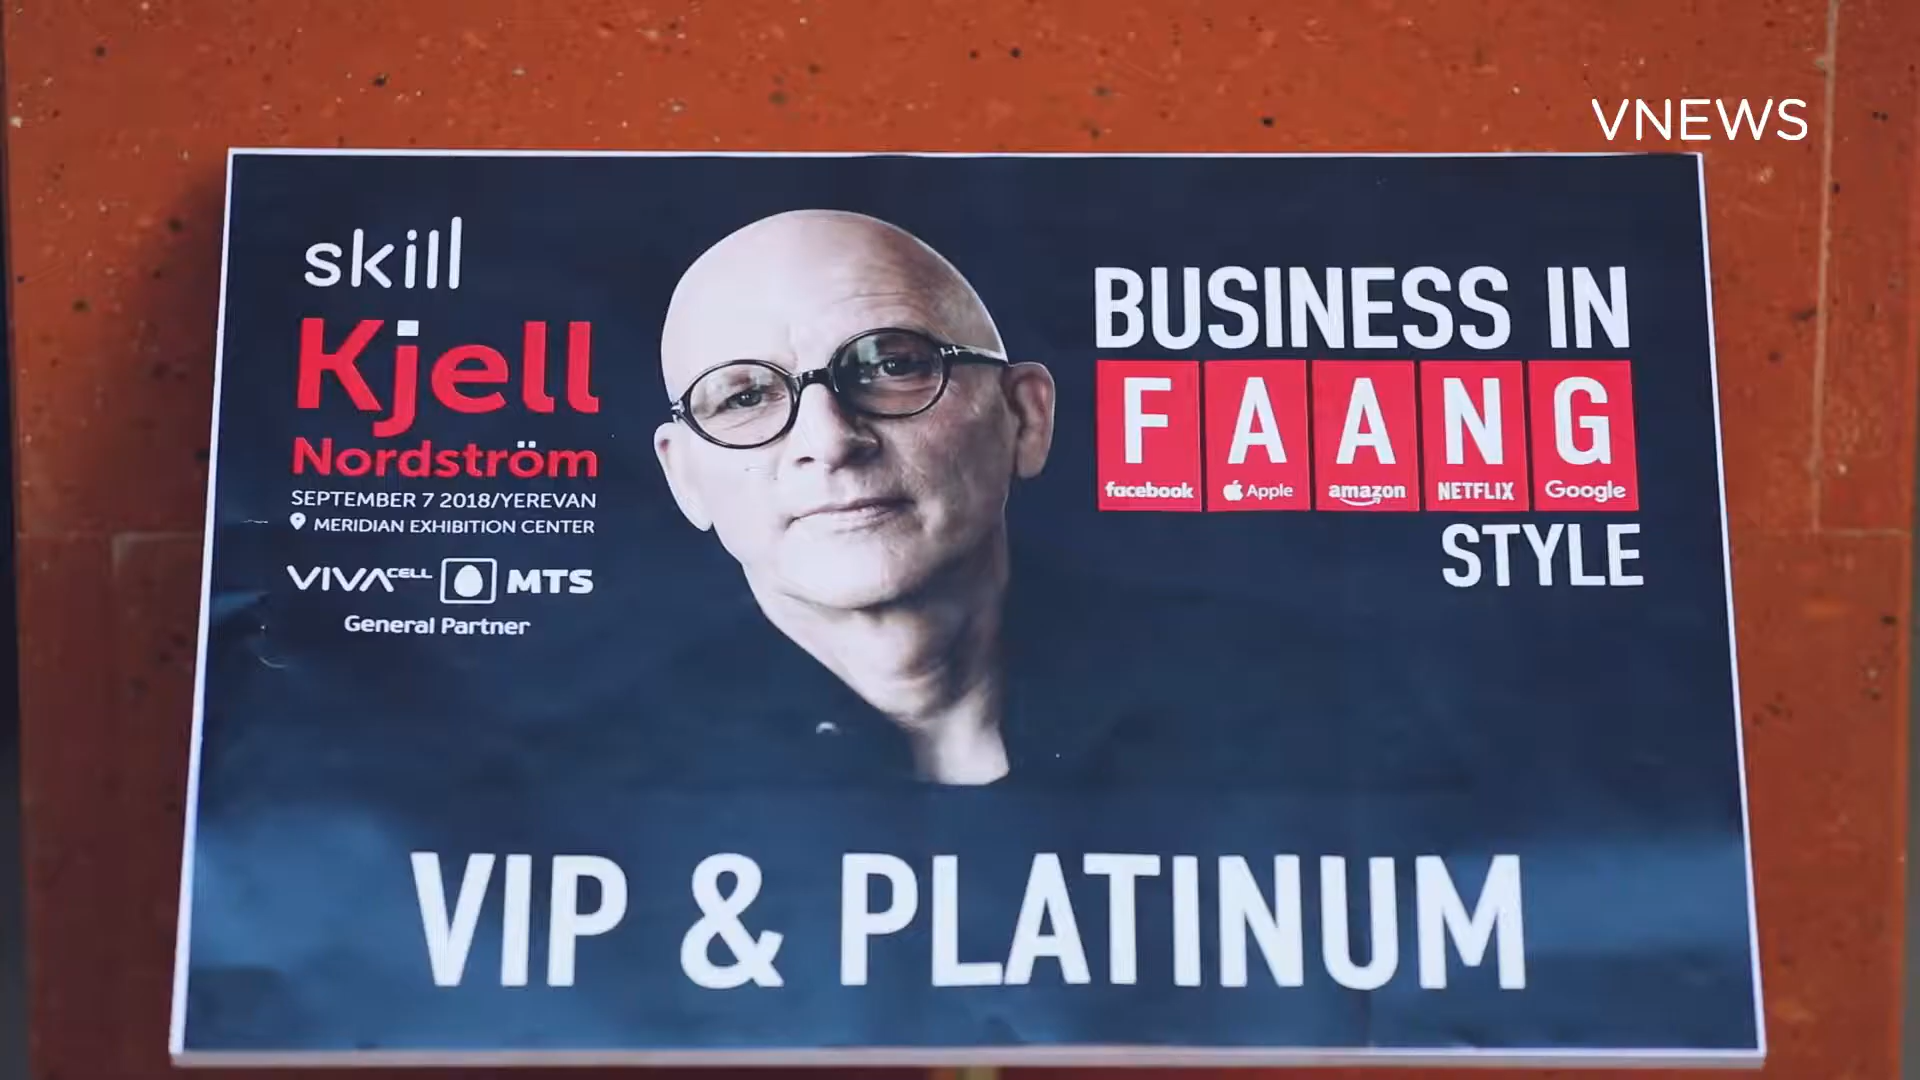 VNEWS
skill
Kjell
Nordström
SEPTEMBER 7 2018/YEREVAN
MERIDIAN EXHIBITION CENTER
VIVACELL MTS
General Partner
BUSINESS IN
F A A N G
facebook Apple amazon NETFLIX Google
STYLE
VIP & PLATINUM